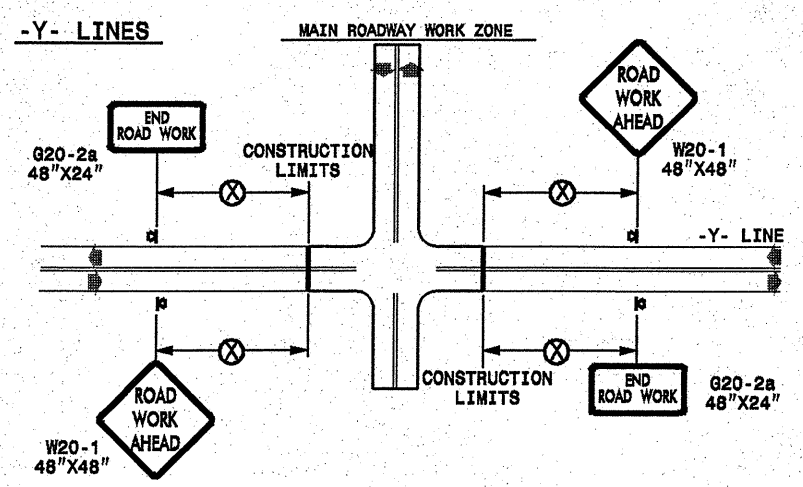 -Y- LINES
MAIN ROADWAY WORK ZONE
END
ROAD WORK
G20-2a
48"X24"
CONSTRUCTION
LIMITS
X
ROAD
WORK
AHEAD
W20-1
48"X48"
X
-Y- LINE
X
ROAD
WORK
AHEAD
W20-1
48"X48"
X
CONSTRUCTION
LIMITS
END
ROAD WORK
G20-2a
48"X24"